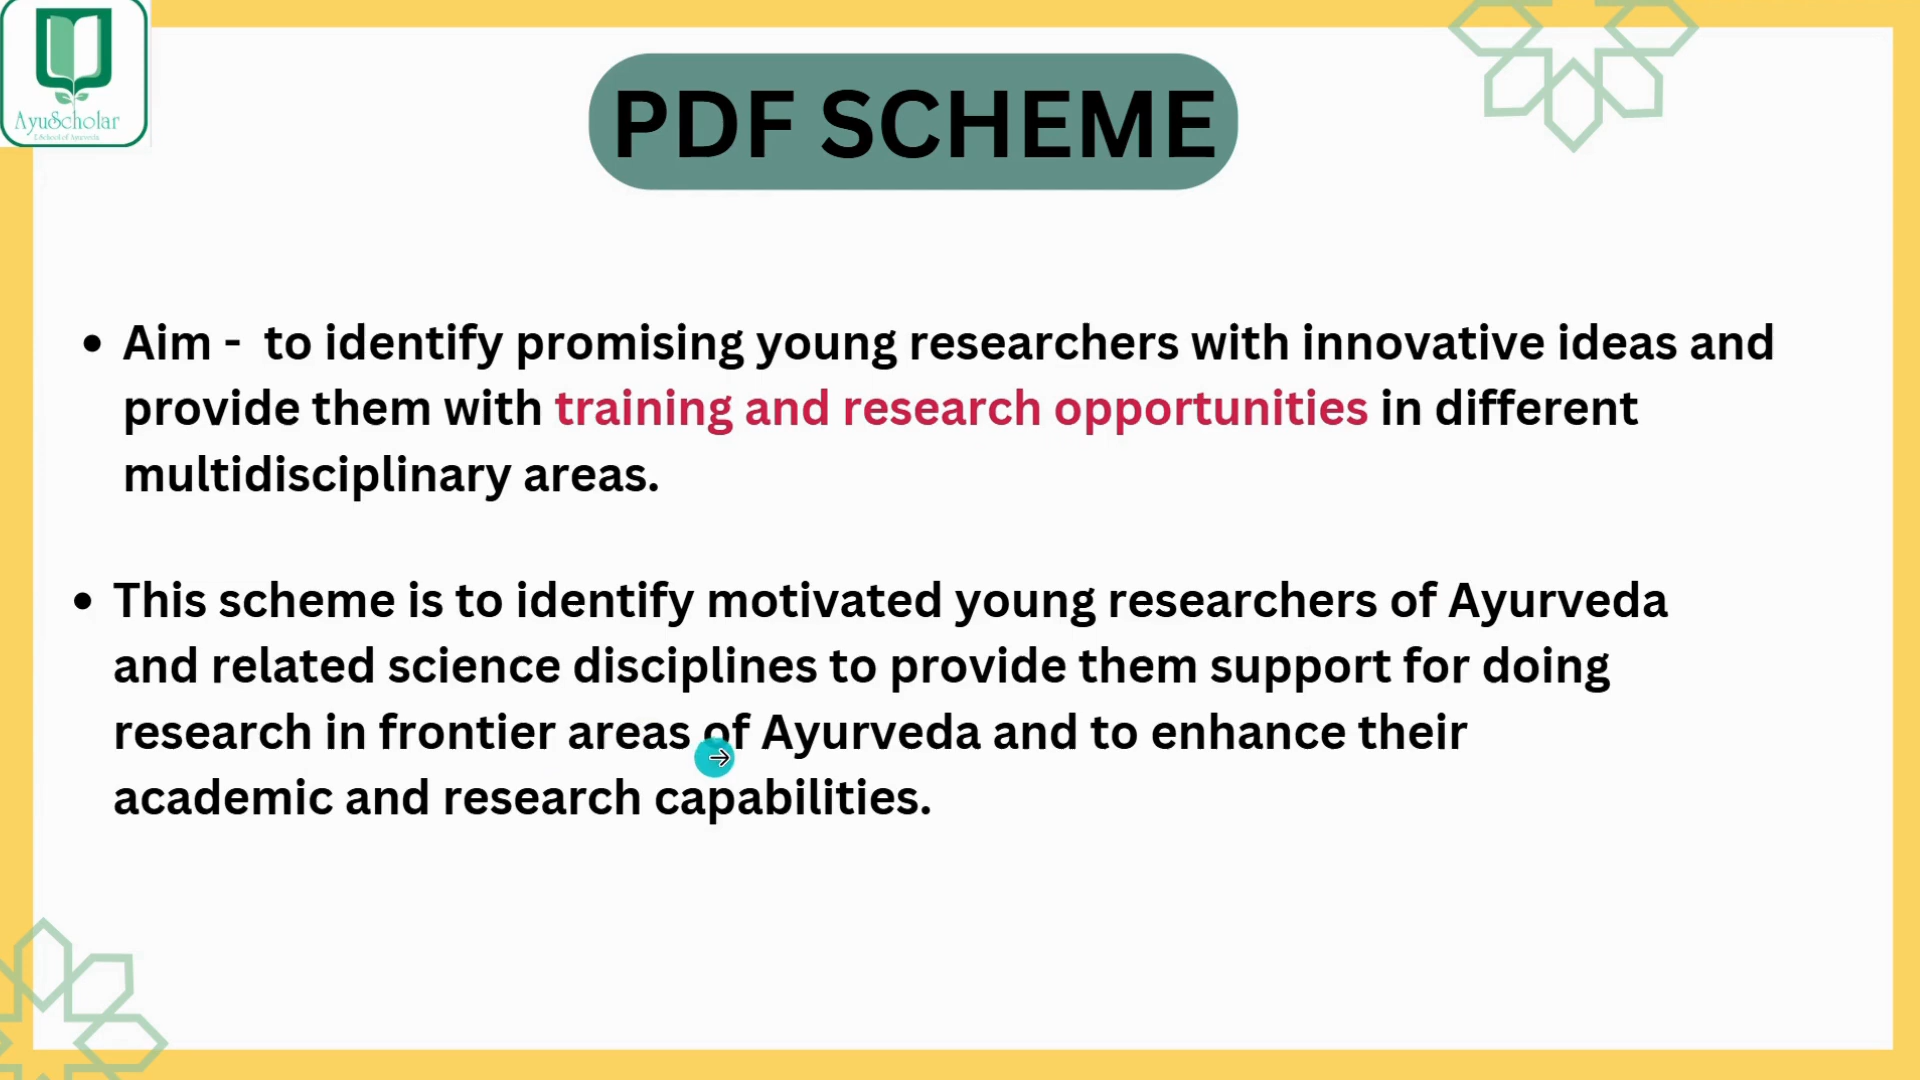 AyuScholar
PDF SCHEME
• Aim -  to identify promising young researchers with innovative ideas and
provide them with training and research opportunities in different
multidisciplinary areas.
• This scheme is to identify motivated young researchers of Ayurveda
and related science disciplines to provide them support for doing
research in frontier areas of Ayurveda and to enhance their
academic and research capabilities.